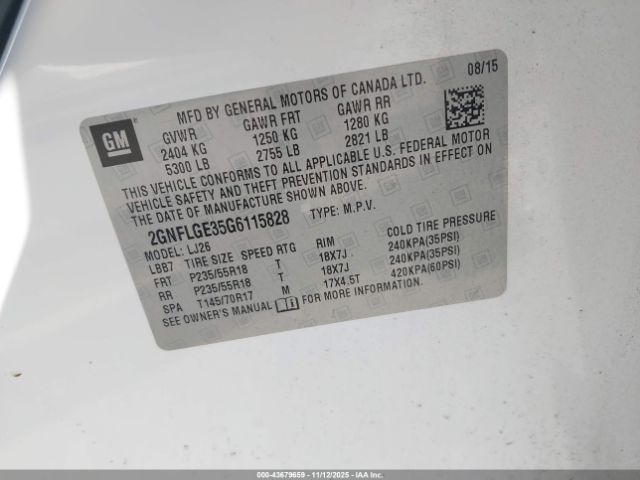 08/15
MFD BY GENERAL MOTORS OF CANADA LTD.
GM
GVWR GAWR FRT GAWR RR
2404 KG 1250 KG 1280 KG
5300 LB 2755 LB 2821 LB
THIS VEHICLE CONFORMS TO ALL APPLICABLE U.S. FEDERAL MOTOR
VEHICLE SAFETY AND THEFT PREVENTION STANDARDS IN EFFECT ON
THE DATE OF MANUFACTURE SHOWN ABOVE.
2GNFLGE35G6115828 TYPE: M.P.V.
MODEL: LJ26
LBB7 TIRE SIZE SPEED RTG RIM COLD TIRE PRESSURE
FRT P235/55R18 T 18X7J 240KPA(35PSI)
RR P235/55R18 T 18X7J 240KPA(35PSI)
SPA T145/70R17 M 17X4.5T 420KPA(60PSI)
SEE OWNER'S MANUAL FOR MORE INFORMATION.
000-43679659 - 11/12/2025 - IAAI.COM